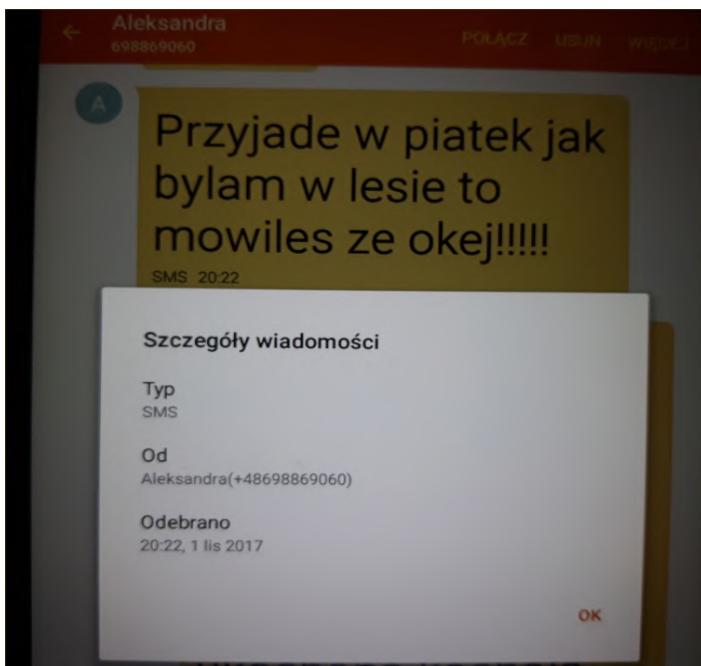 Aleksandra
698869060
POŁĄCZ USUŃ WIĘCEJ
A
Przyjade w piatek jak
bylam w lesie to
mowiles ze okej!!!!!
SMS 20:22
Szczegóły wiadomości
Typ
SMS
Od
Aleksandra(+48698869060)
Odebrano
20:22, 1 lis 2017
OK